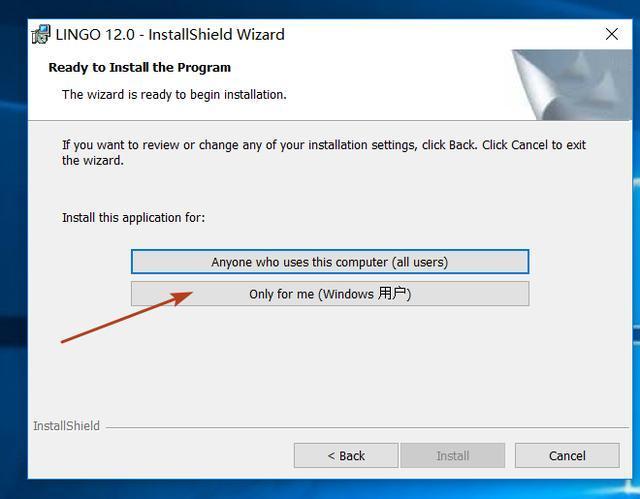 LINGO 12.0 - InstallShield Wizard
Ready to Install the Program
The wizard is ready to begin installation.
If you want to review or change any of your installation settings, click Back. Click Cancel to exit
the wizard.
Install this application for:
Anyone who uses this computer (all users)
Only for me (Windows 用户)
InstallShield
< Back
Install
Cancel